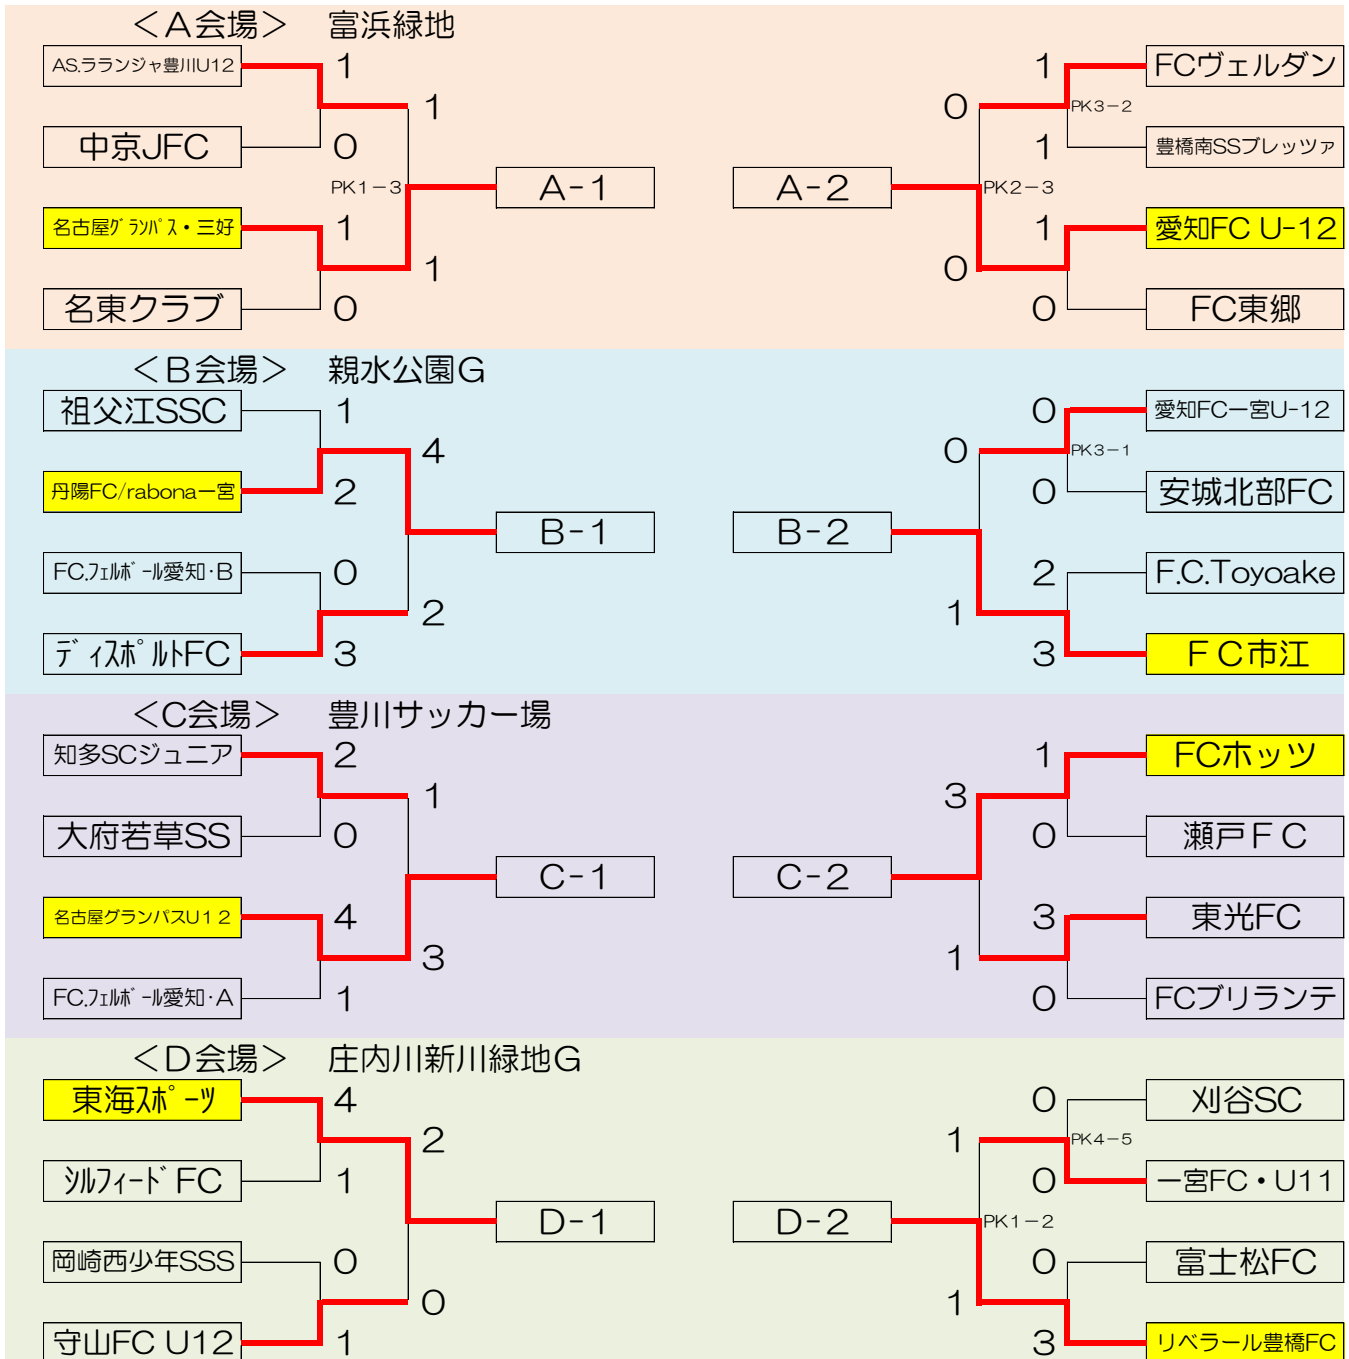 ＜A会場＞ 富浜緑地
AS.ラランジャ豊川U12 1 1 FCヴェルダン
1 0 PK3-2
中京JFC 0 1 豊橋南SSブレッツァ
PK1-3 A-1 A-2 PK2-3
名古屋ｸﾞﾗﾝﾊﾟｽ・三好 1 1 愛知FC U-12
1 0
名東クラブ 0 0 FC東郷
＜B会場＞ 親水公園G
祖父江SSC 1 0 愛知FC一宮U-12
4 0 PK3-1
丹陽FC/rabona一宮 2 0 安城北部FC
B-1 B-2
FC.ﾌｪﾙﾎﾞｰﾙ愛知･B 0 2 F.C.Toyoake
2 1
ﾃﾞｨｽﾎﾟﾙﾄFC 3 3 ＦＣ市江
＜C会場＞ 豊川サッカー場
知多SCジュニア 2 1 FCホッツ
1 3
大府若草SS 0 0 瀬戸ＦＣ
C-1 C-2
名古屋グランパスU12 4 3 東光FC
3 1
FC.ﾌｪﾙﾎﾞｰﾙ愛知･A 1 0 FCブリランテ
＜D会場＞ 庄内川新川緑地G
東海ｽﾎﾟｰﾂ 4 0 刈谷SC
2 1 PK4-5
ｼﾙフィｰﾄﾞFC 1 0 一宮FC・U11
D-1 D-2 PK1-2
岡崎西少年SSS 0 0 富士松FC
0 1
守山FC U12 1 3 リベラール豊橋FC